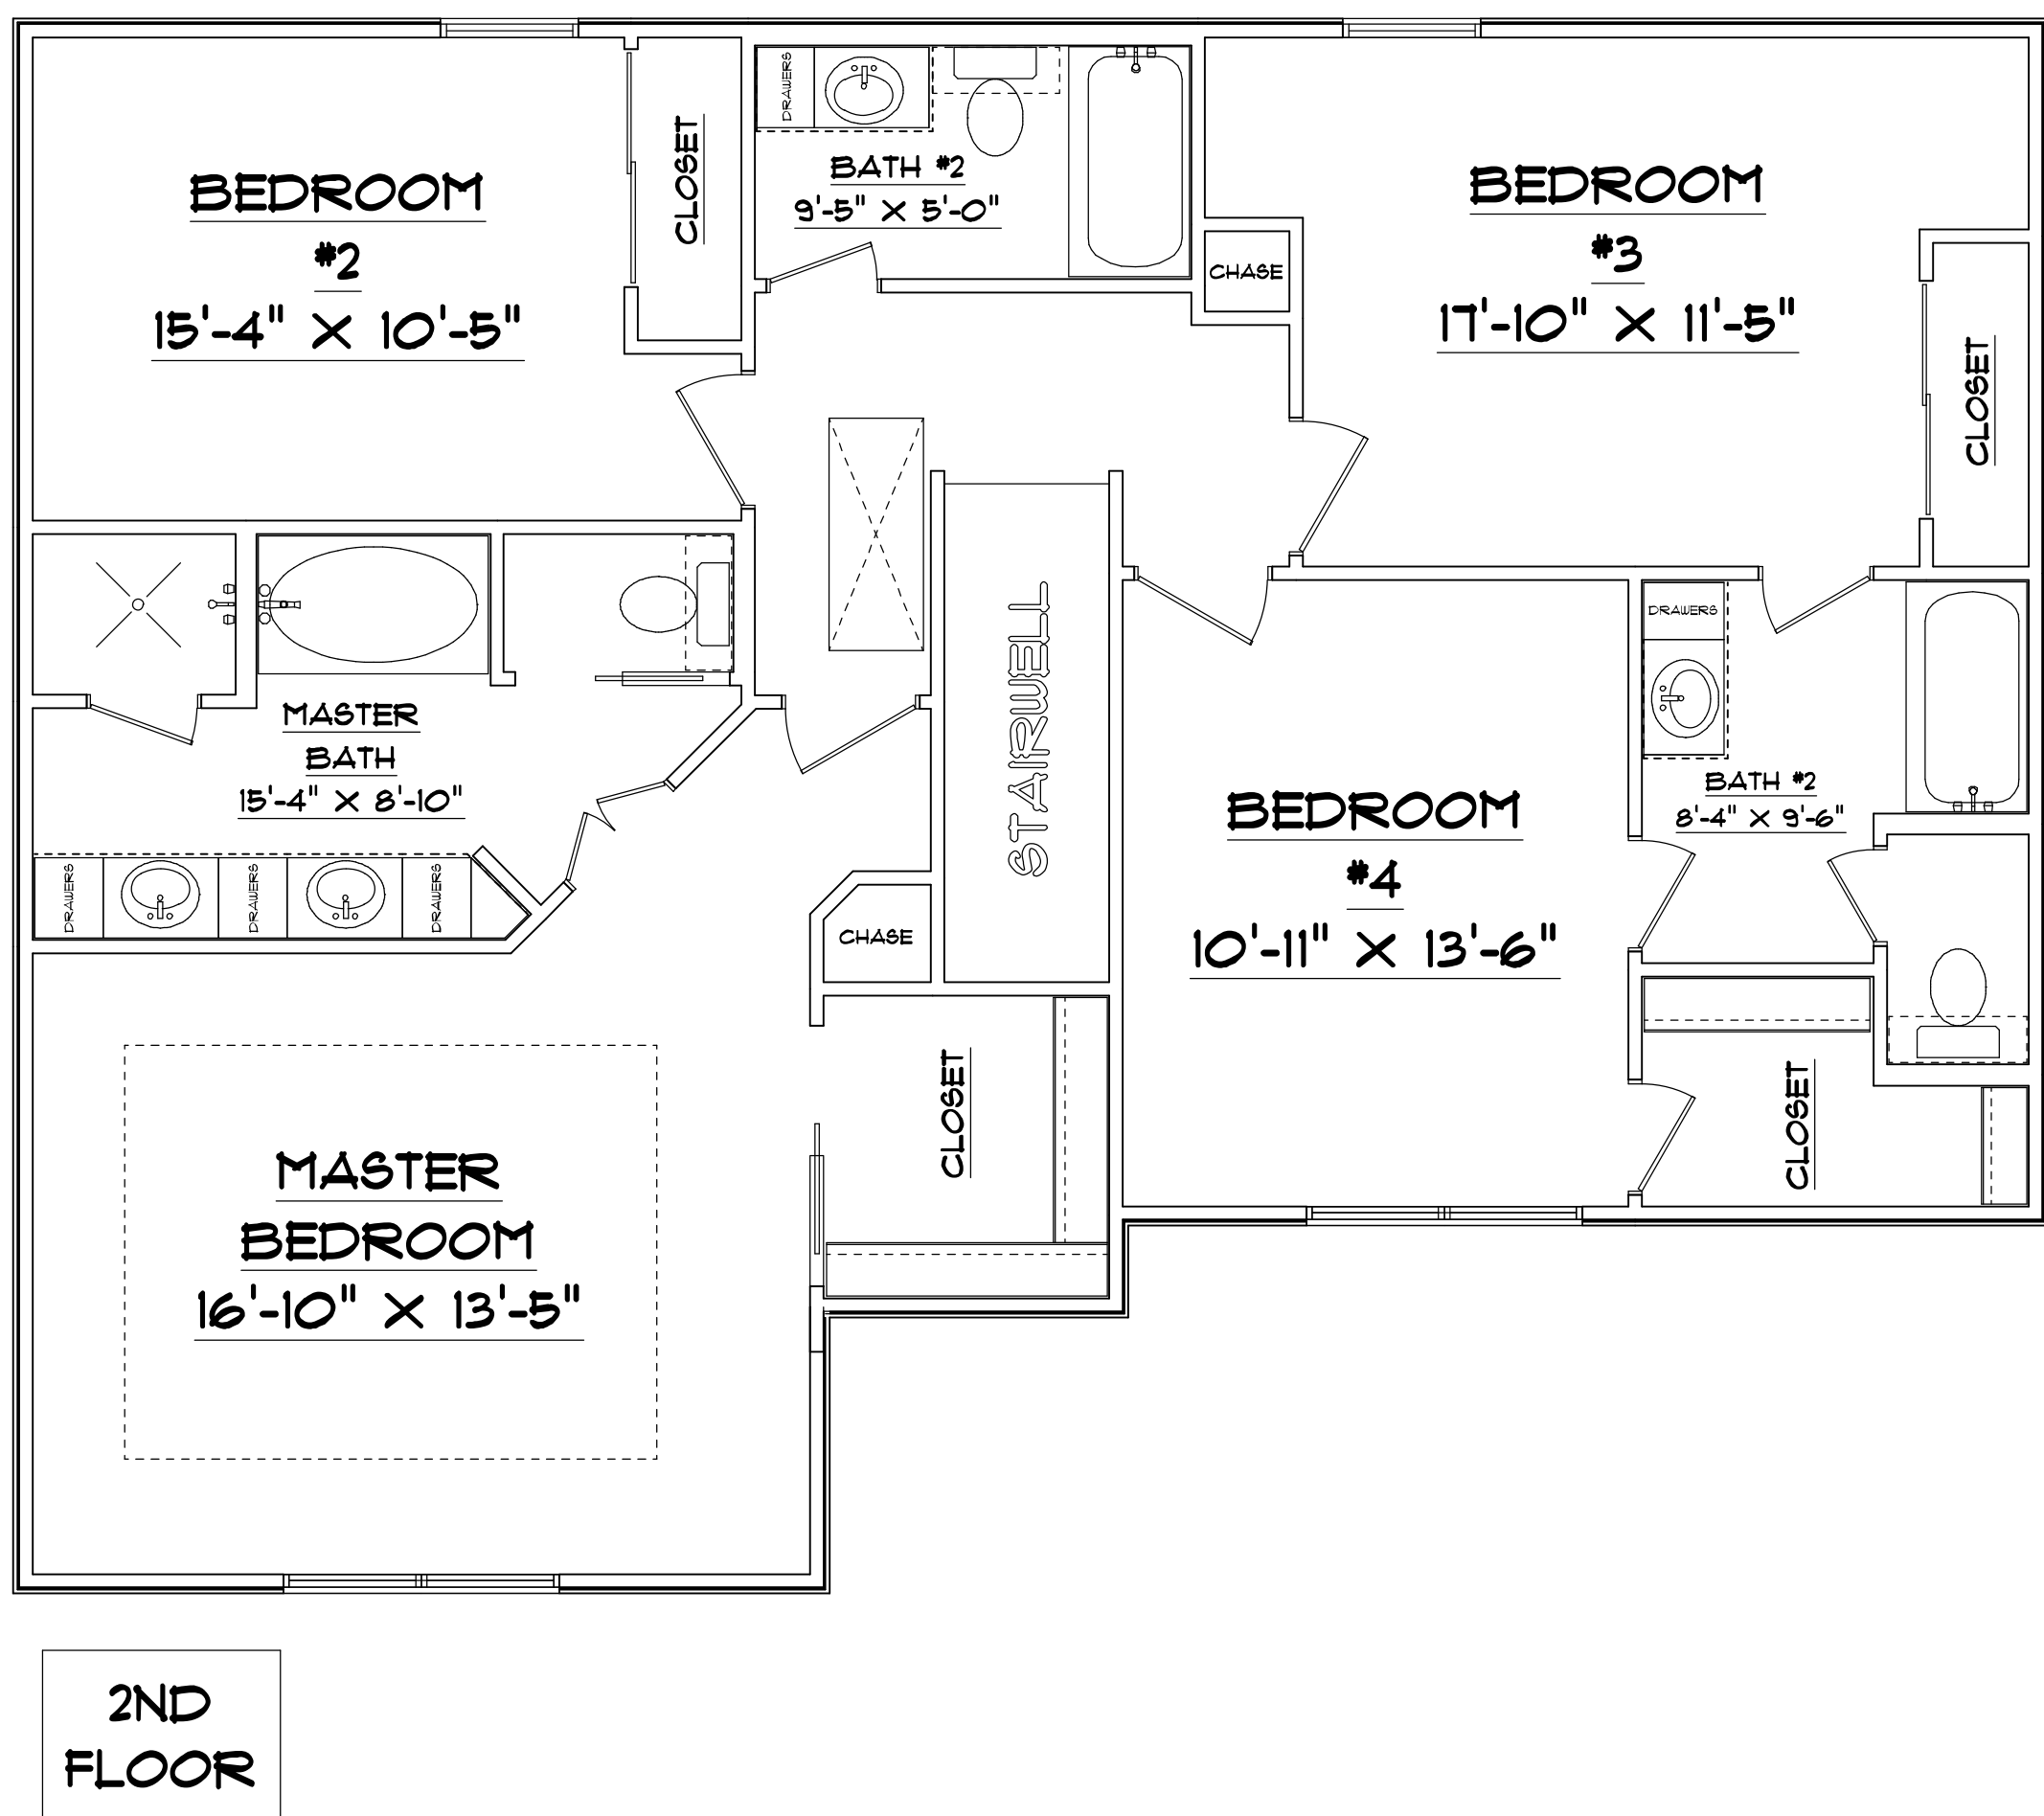 BEDROOM
#2
15'-4" X 10'-5"
CLOSET
DRAWERS
BATH #2
9'-5" X 5'-0"
CHASE
BEDROOM
#3
17'-10" X 11'-5"
CLOSET
MASTER
BATH
15'-4" X 8'-10"
DRAWERS
DRAWERS
DRAWERS
STAIRWELL
CHASE
BEDROOM
#4
10'-11" X 13'-6"
DRAWERS
BATH #2
8'-4" X 9'-6"
CLOSET
CLOSET
MASTER
BEDROOM
16'-10" X 13'-5"
2ND
FLOOR